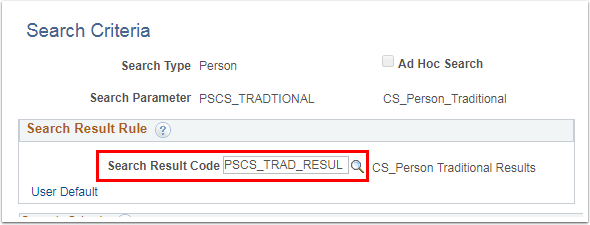 Search Criteria
Search Type Person Ad Hoc Search
Search Parameter PSCS_TRADTIONAL CS_Person_Traditional
Search Result Rule ?
Search Result Code PSCS_TRAD_RESUL CS_Person Traditional Results
User Default